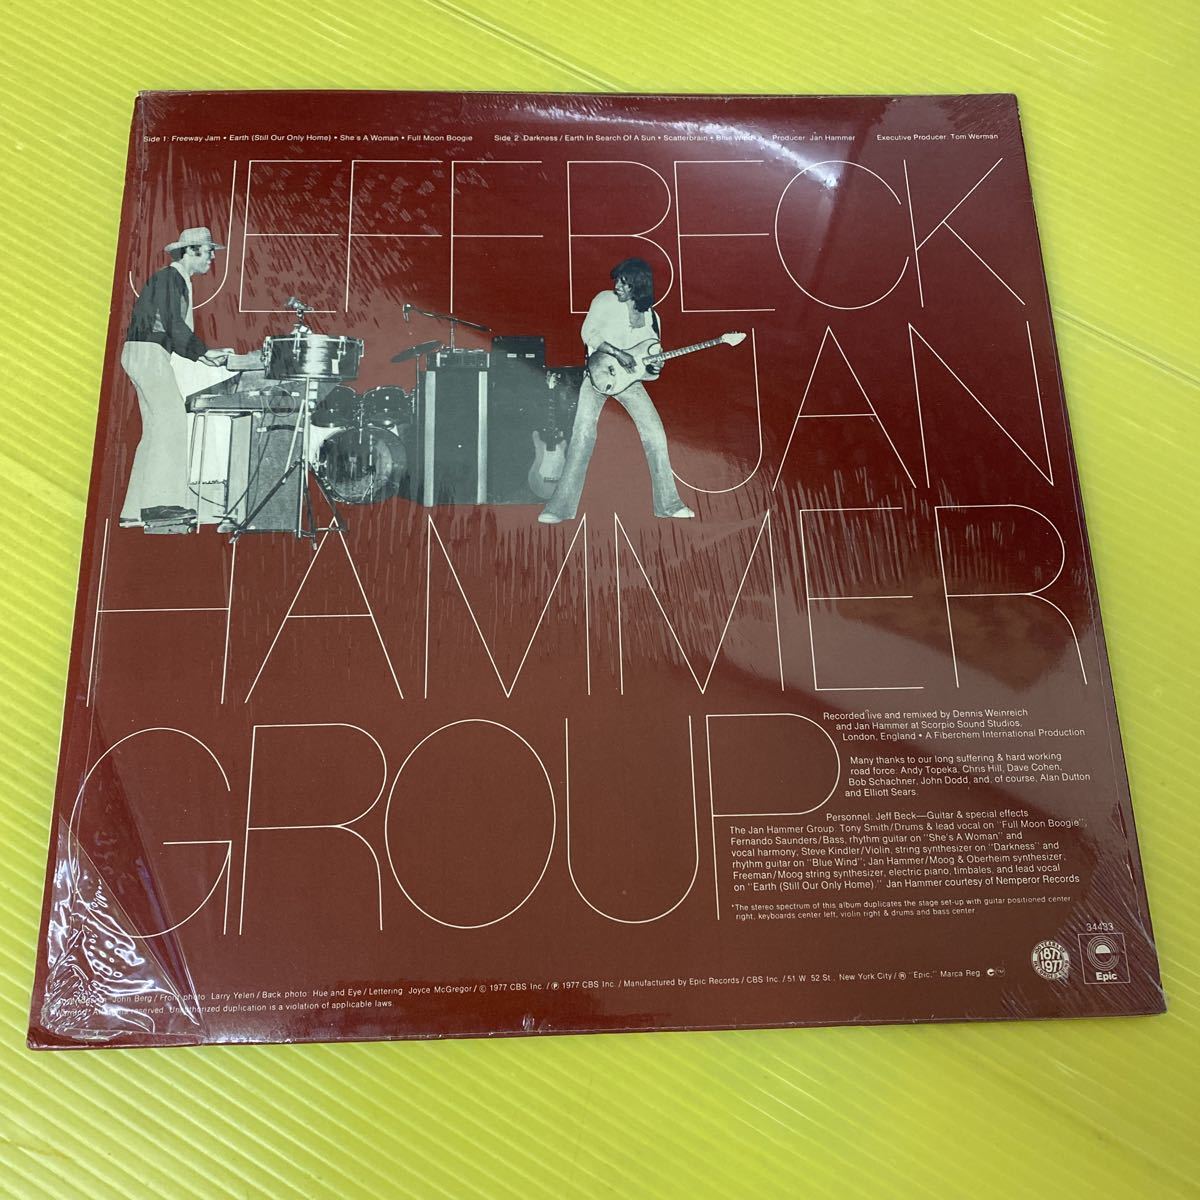 Side 1: Freeway Jam • Earth (Still Our Only Home) • She's A Woman • Full Moon Boogie Side 2: Darkness / Earth In Search Of A Sun • Scatterbrain • Blue Wind Producer: Jan Hammer Executive Producer: Tom Werman
JEFF BECK
JAN
HAMMER
GROUP
Recorded live and remixed by Dennis Weinreich
and Jan Hammer at Scorpio Sound Studios,
London, England • A Fiberchem International Production
Many thanks to our long suffering & hard working
road force: Andy Topeka, Chris Hill, Dave Cohen,
Bob Schachner, John Dodd, and, of course, Alan Dutton
and Elliott Sears.
Personnel: Jeff Beck—Guitar & special effects
The Jan Hammer Group: Tony Smith/Drums & lead vocal on "Full Moon Boogie";
Fernando Saunders/Bass, rhythm guitar on "She's A Woman" and
vocal harmony; Steve Kindler/Violin, string synthesizer on "Darkness" and
rhythm guitar on "Blue Wind"; Jan Hammer/Moog & Oberheim synthesizer,
Freeman/Moog string synthesizer, electric piano, timbales, and lead vocal
on "Earth (Still Our Only Home)." Jan Hammer courtesy of Nemperor Records
*The stereo spectrum of this album duplicates the stage set-up with guitar positioned center
right, keyboards center left, violin right & drums and bass center.
34433
1877
1977
Epic
John Berg / Front photo: Larry Yelen / Back photo: Hue and Eye / Lettering: Joyce McGregor / © 1977 CBS Inc. / ℗ 1977 CBS Inc. / Manufactured by Epic Records / CBS Inc. / 51 W. 52 St., New York City / ® "Epic," Marca Reg.
All rights reserved. Unauthorized duplication is a violation of applicable laws.